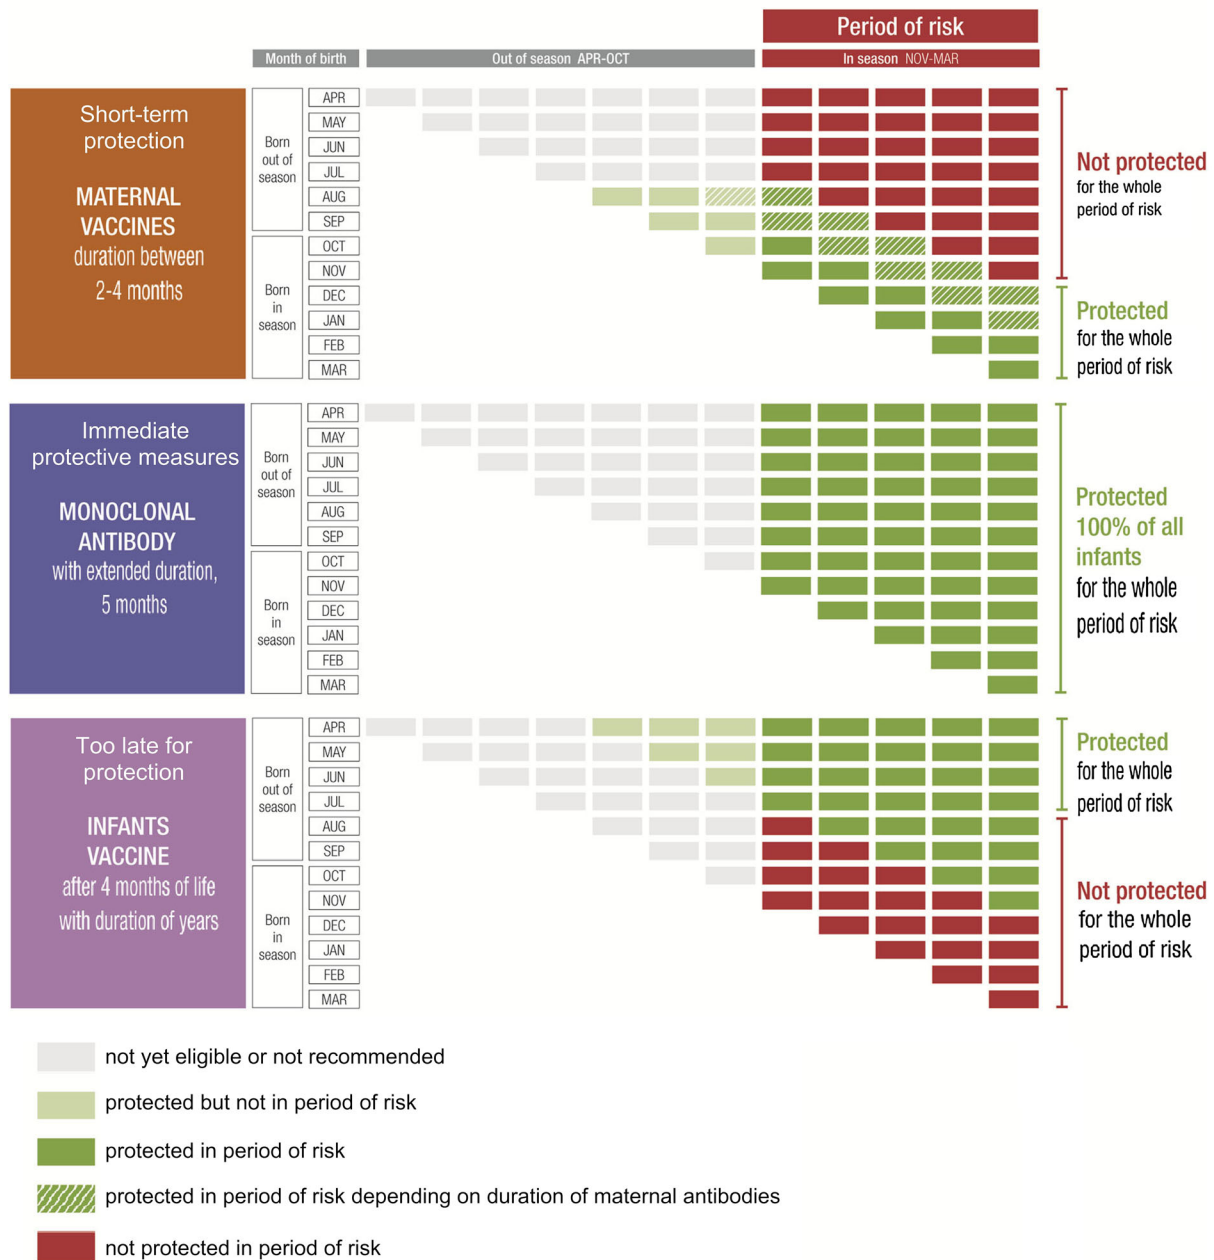 Period of risk
Month of birth
Out of season APR-OCT
In season NOV-MAR
Short-term
protection
MATERNAL
VACCINES
duration between
2-4 months
Born
out of
season
Born
in
season
APR
MAY
JUN
JUL
AUG
SEP
OCT
NOV
DEC
JAN
FEB
MAR
Not protected
for the whole
period of risk
Protected
for the whole
period of risk
Immediate
protective measures
MONOCLONAL
ANTIBODY
with extended duration,
5 months
Born
out of
season
Born
in
season
APR
MAY
JUN
JUL
AUG
SEP
OCT
NOV
DEC
JAN
FEB
MAR
Protected
100% of all
infants
for the whole
period of risk
Too late for
protection
INFANTS
VACCINE
after 4 months of life
with duration of years
Born
out of
season
Born
in
season
APR
MAY
JUN
JUL
AUG
SEP
OCT
NOV
DEC
JAN
FEB
MAR
Protected
for the whole
period of risk
Not protected
for the whole
period of risk
not yet eligible or not recommended
protected but not in period of risk
protected in period of risk
protected in period of risk depending on duration of maternal antibodies
not protected in period of risk